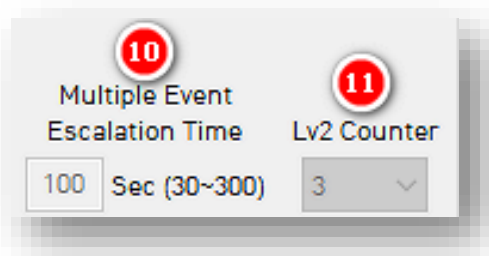 10
Multiple Event
Escalation Time
100 Sec (30~300)
11
Lv2 Counter
3